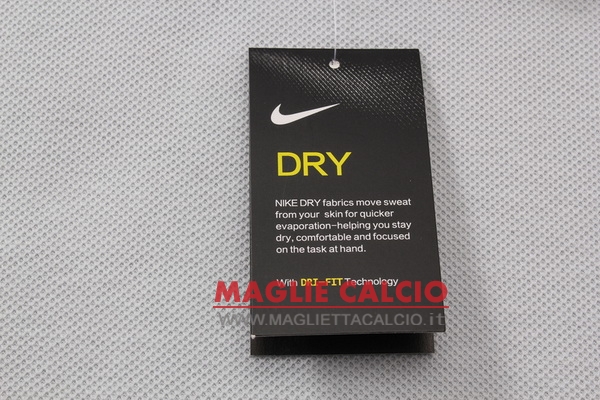 DRY
NIKE DRY fabrics move sweat
from your skin for quicker
evaporation-helping you stay
dry, comfortable and focused
on the task at hand.
With DRI-FIT Technology
MAGLIE CALCIO
WWW.MAGLIETTACALCIO.it